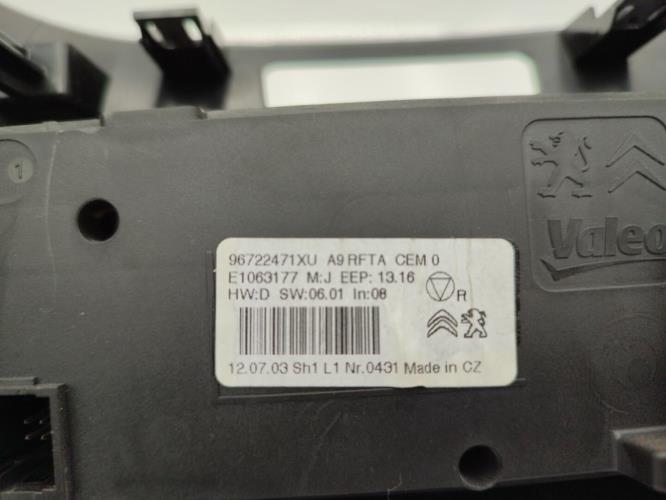 1
Valeo
96722471XU A9 RFTA CEM 0
E1063177 M:J EEP: 13.16
HW:D SW:06.01 In:08
R
12.07.03 Sh1 L1 Nr.0431 Made in CZ